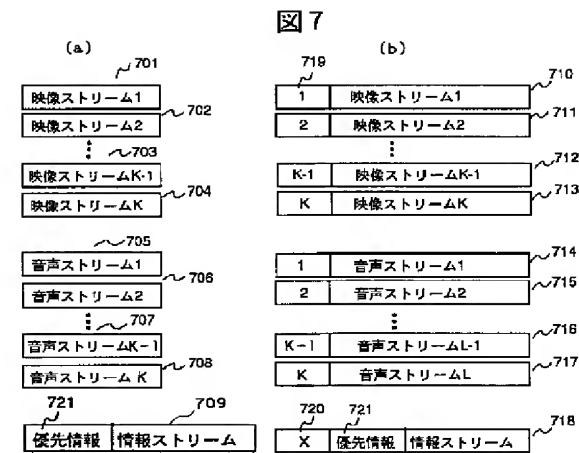 図7
(a)
701
映像ストリーム1
702
映像ストリーム2
703
映像ストリームK-1
704
映像ストリームK
705
音声ストリーム1
706
音声ストリーム2
707
音声ストリームK-1
708
音声ストリーム K
721 709
優先情報 情報ストリーム
(b)
719
710
1 映像ストリーム1
711
2 映像ストリーム2
712
K-1 映像ストリームK-1
713
K 映像ストリームK
714
1 音声ストリーム1
715
2 音声ストリーム2
716
K-1 音声ストリームL-1
717
K 音声ストリームL
720 721
718
X 優先情報 情報ストリーム